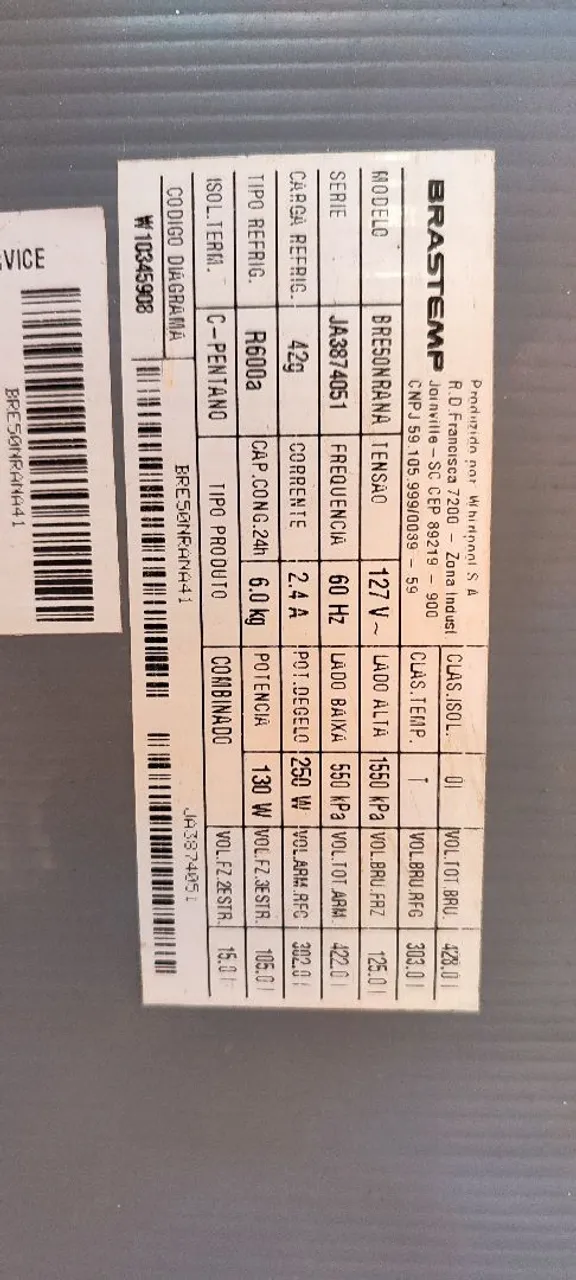 BRASTEMP
Produzido por Whirlpool S A
R.D.Francisca 7200 - Zona Indust
Joinville-SC CEP 89219 - 900
CNPJ 59.105.999/0039 - 59
CLAS.ISOL. 01 VOL.TOT.BRU. 428.0 l
CLAS.TEMP. T VOL.BRU.RFG 303.0 l
MODELO BRE50NRANA TENSAO 127 V~ LADO ALTA 1550 kPa VOL.BRU.FRZ 125.0 l
SERIE JA3874051 FREQUENCIA 60 Hz LADO BAIXA 550 kPa VOL.TOT.ARM. 422.0 l
CARGA REFRIG. 42g CORRENTE 2.4 A POT.DEGELO 250 W VOL.ARM.RFG 302.0 l
TIPO REFRIG. R600a CAP.CONG.24h 6.0 kg POTENCIA 130 W VOL.FZ.3ESTR. 105.0 l
ISOL.TERM. C-PENTANO TIPO PRODUTO COMBINADO VOL.FZ.2ESTR. 15.0 l
CODIGO DIAGRAMA BRE50NRANA41 JA3874051
W10345908
BRE50NRANA41